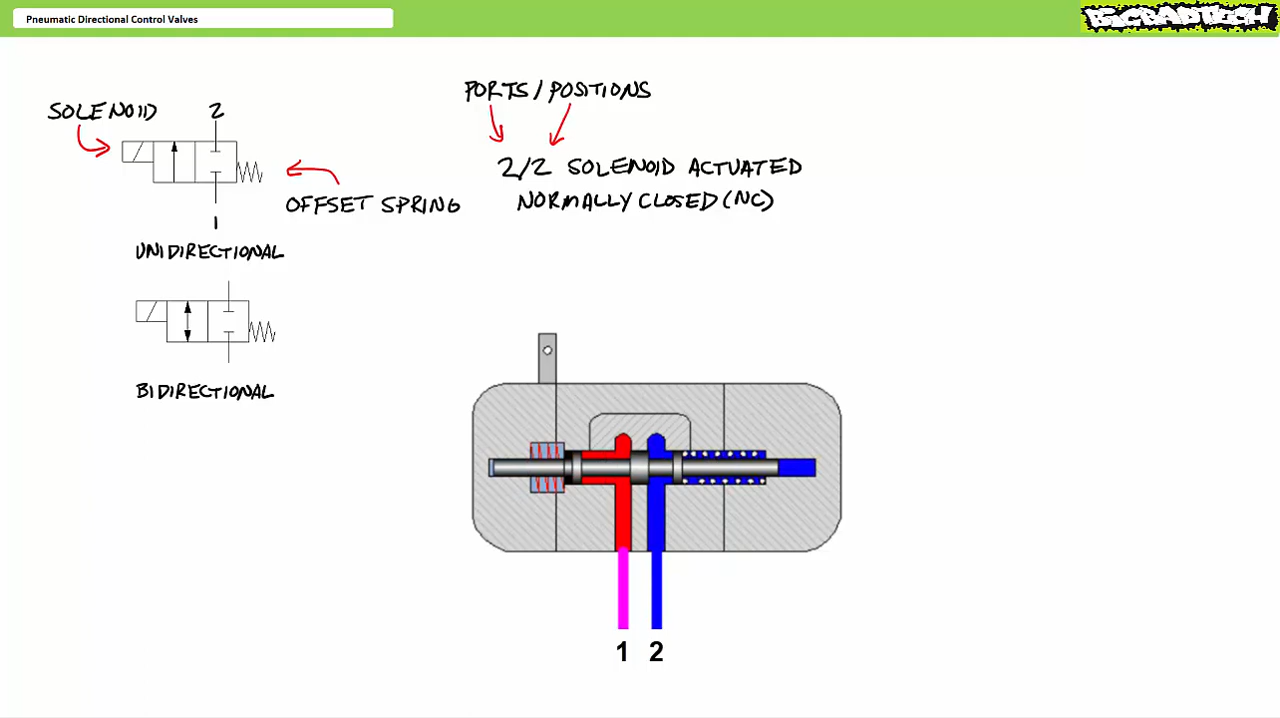 Pneumatic Directional Control Valves
BIGBADTECH
PORTS/POSITIONS
SOLENOID
2
2/2 SOLENOID ACTUATED
NORMALLY CLOSED (NC)
OFFSET SPRING
1
UNIDIRECTIONAL
BIDIRECTIONAL
1 2